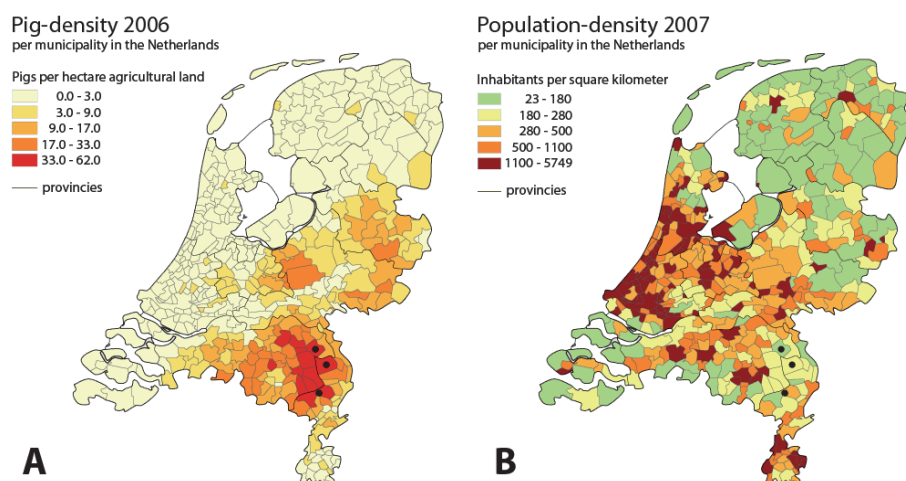 Pig-density 2006
per municipality in the Netherlands
Pigs per hectare agricultural land
0.0 - 3.0
3.0 - 9.0
9.0 - 17.0
17.0 - 33.0
33.0 - 62.0
provincies
A
Population-density 2007
per municipality in the Netherlands
Inhabitants per square kilometer
23 - 180
180 - 280
280 - 500
500 - 1100
1100 - 5749
provincies
B